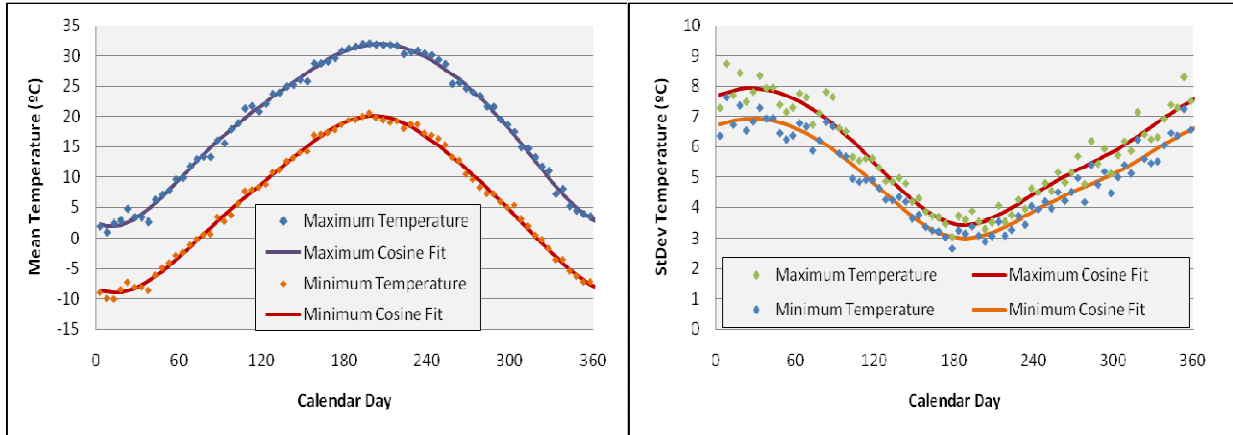 35
30
25
20
15
10
5
0
-5
-10
-15
Mean Temperature (ºC)
Maximum Temperature
Maximum Cosine Fit
Minimum Temperature
Minimum Cosine Fit
0 60 120 180 240 300 360
Calendar Day
10
9
8
7
6
5
4
3
2
1
0
StDev Temperature (ºC)
Maximum Temperature Maximum Cosine Fit
Minimum Temperature Minimum Cosine Fit
0 60 120 180 240 300 360
Calendar Day